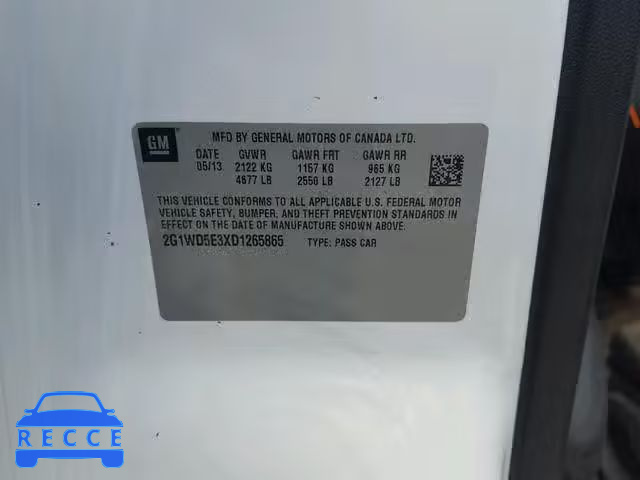 GM
MFD BY GENERAL MOTORS OF CANADA LTD.
DATE GVWR GAWR FRT GAWR RR
05/13 2122 KG 1157 KG 965 KG
4677 LB 2550 LB 2127 LB
THIS VEHICLE CONFORMS TO ALL APPLICABLE U.S. FEDERAL MOTOR
VEHICLE SAFETY, BUMPER, AND THEFT PREVENTION STANDARDS
IN EFFECT ON THE DATE OF MANUFACTURE SHOWN ABOVE.
2G1WD5E3XD1265865 TYPE: PASS CAR
RECCE